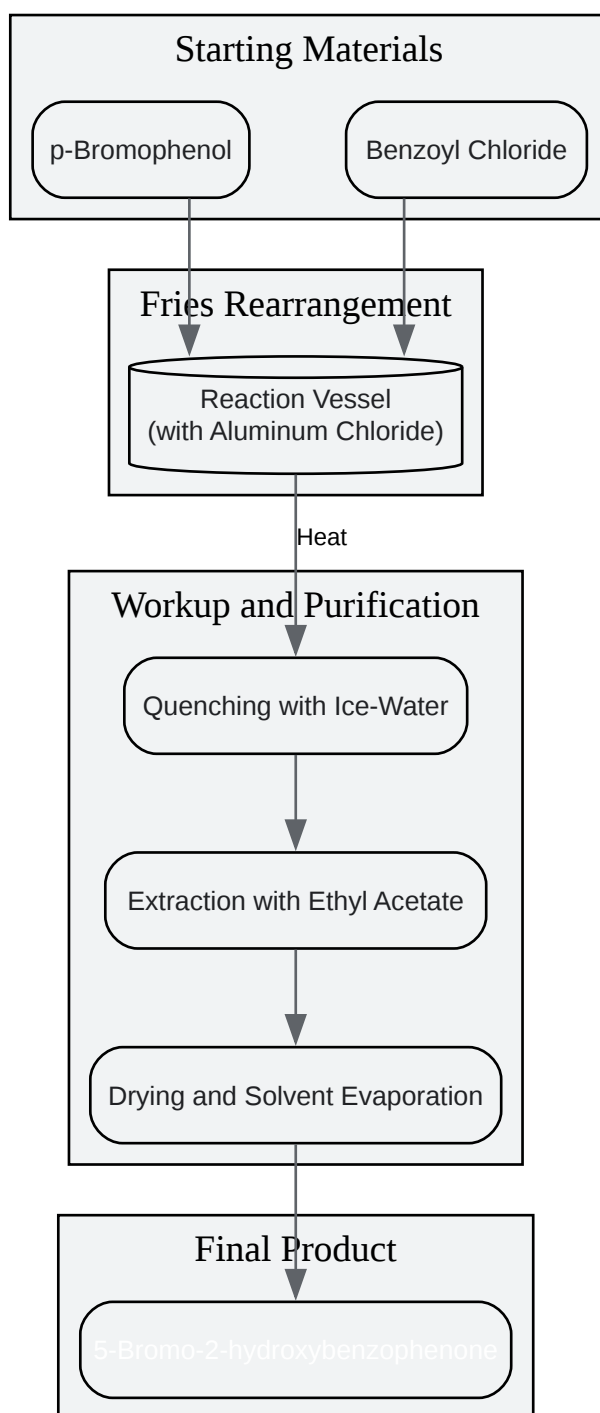 Starting Materials
p-Bromophenol
Benzoyl Chloride
Fries Rearrangement
Reaction Vessel
(with Aluminum Chloride)
Heat
Workup and Purification
Quenching with Ice-Water
Extraction with Ethyl Acetate
Drying and Solvent Evaporation
Final Product
5-Bromo-2-hydroxybenzophenone